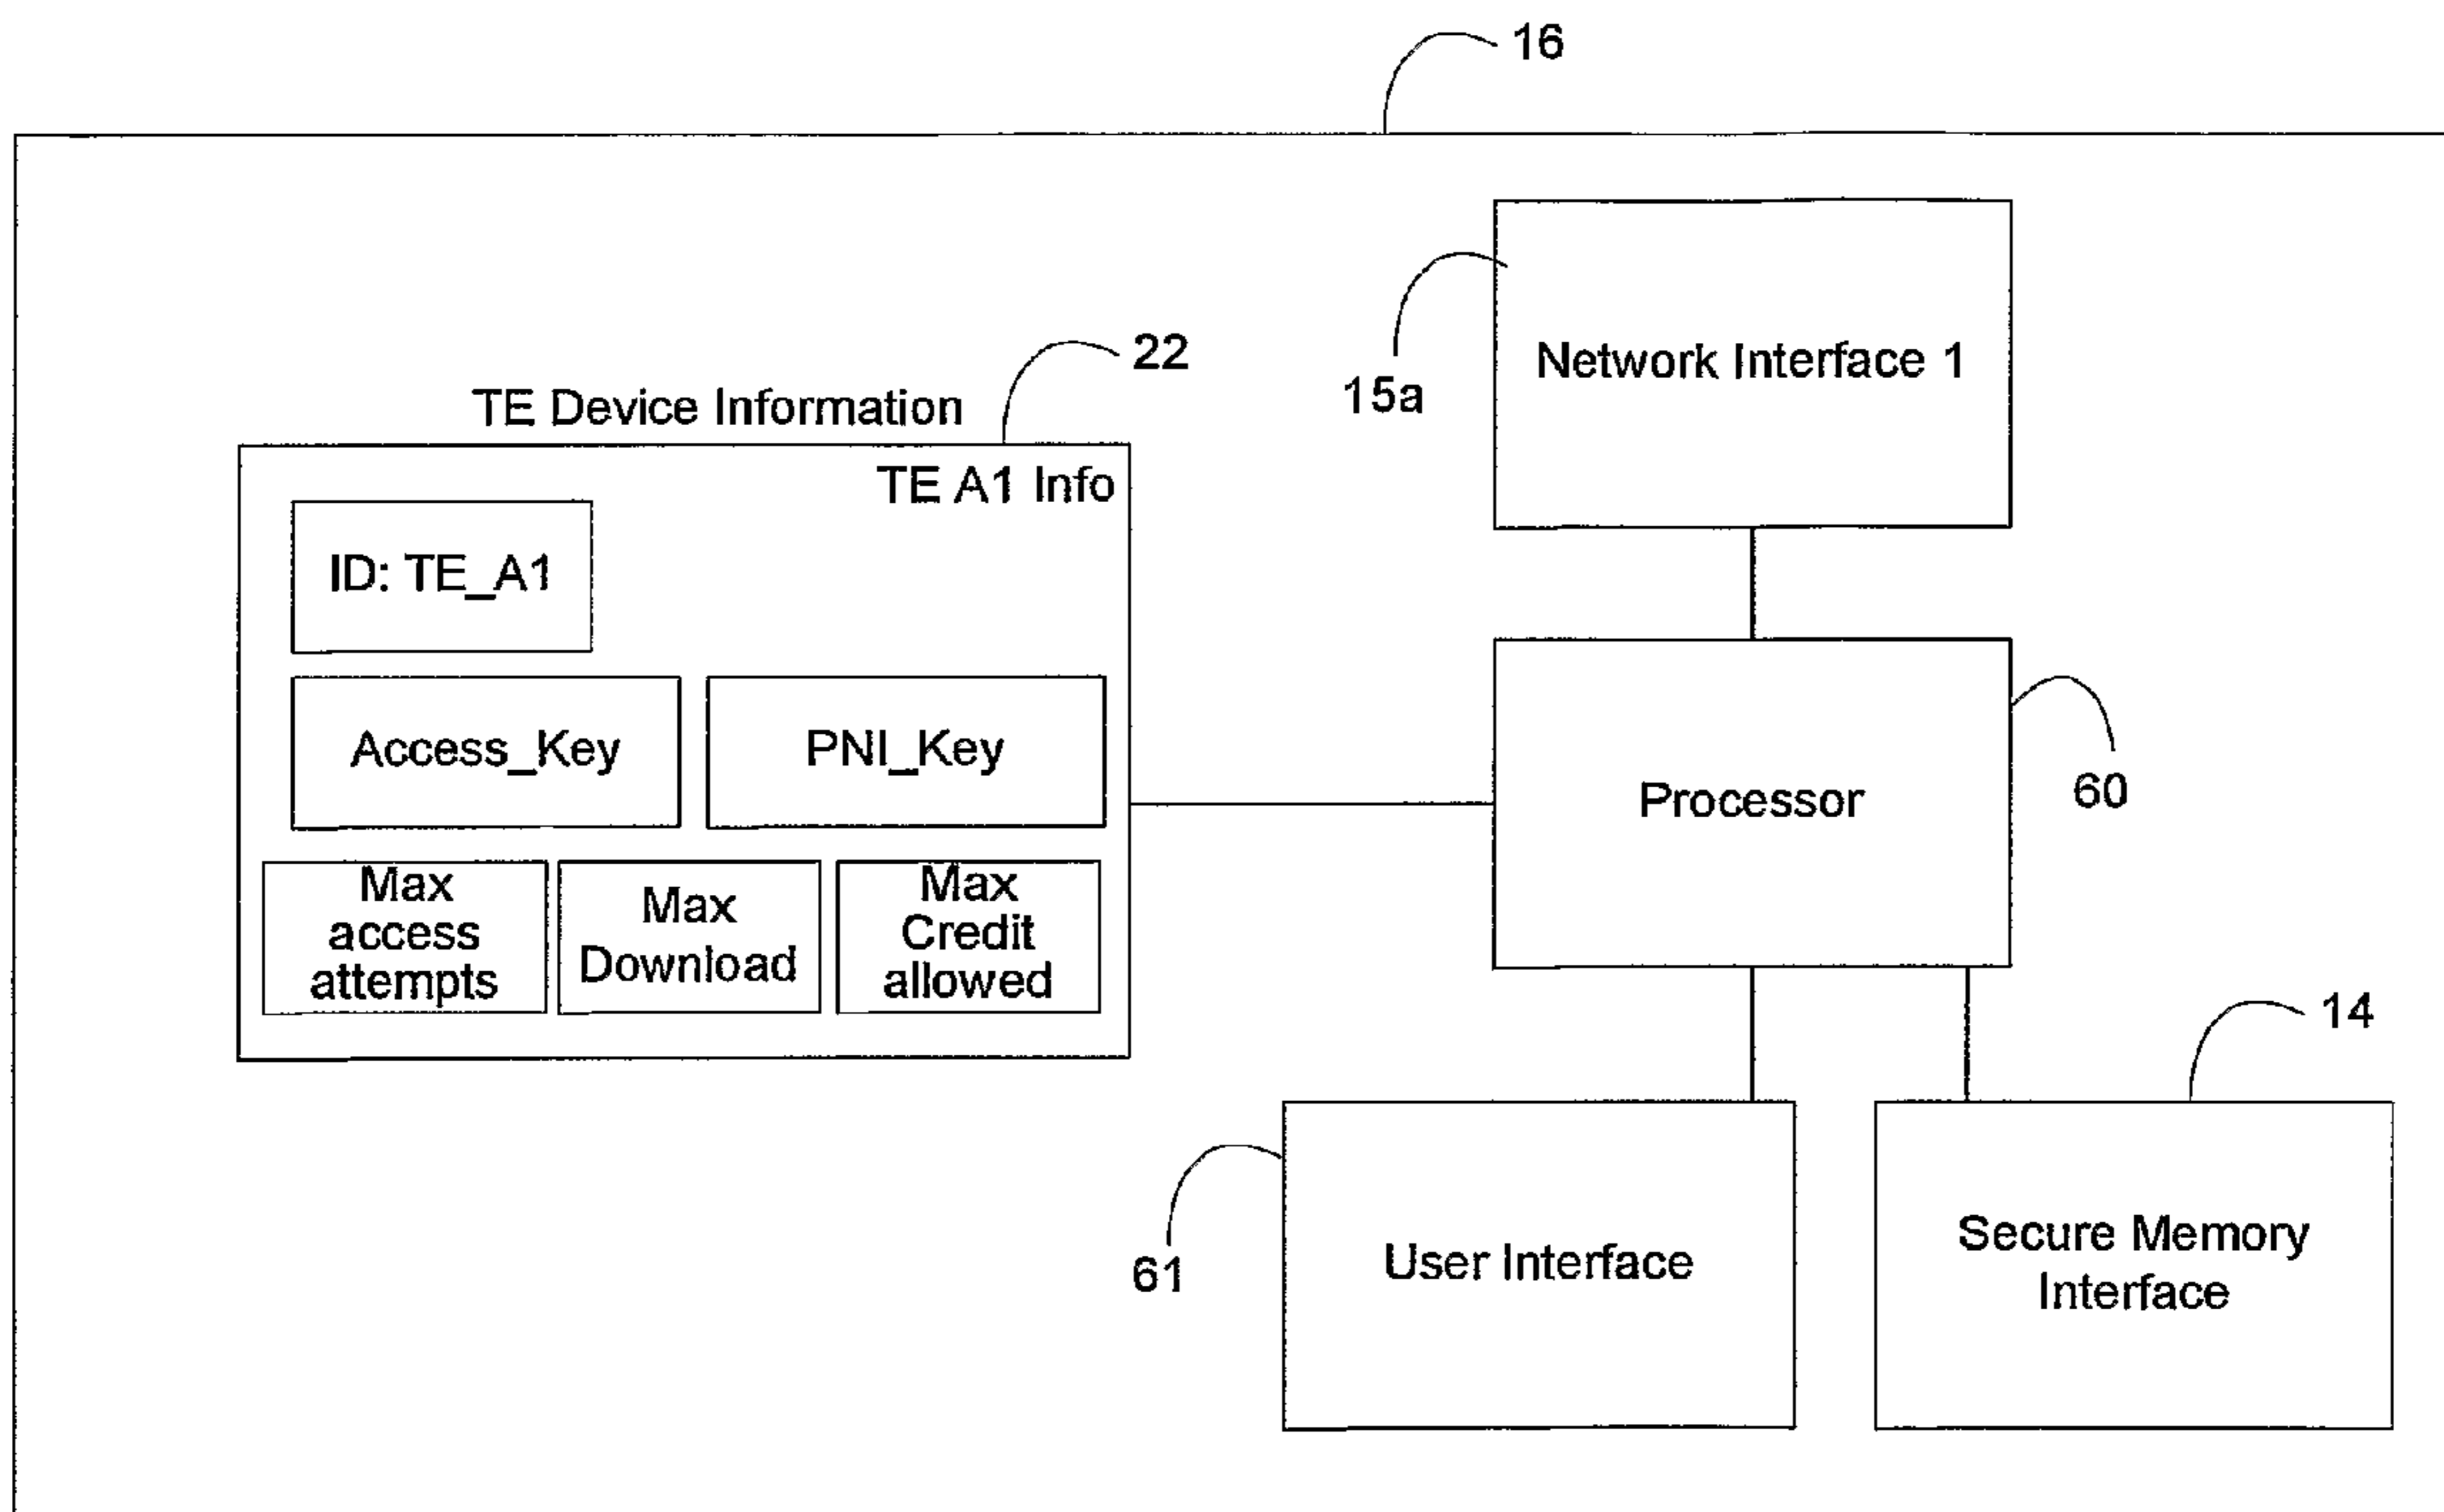 16
Network Interface 1
15a
22
TE Device Information
TE A1 Info
ID: TE_A1
Access_Key
PNI_Key
Processor
60
Max
access
attempts
Max
Download
Max
Credit
allowed
14
61
User Interface
Secure Memory
Interface